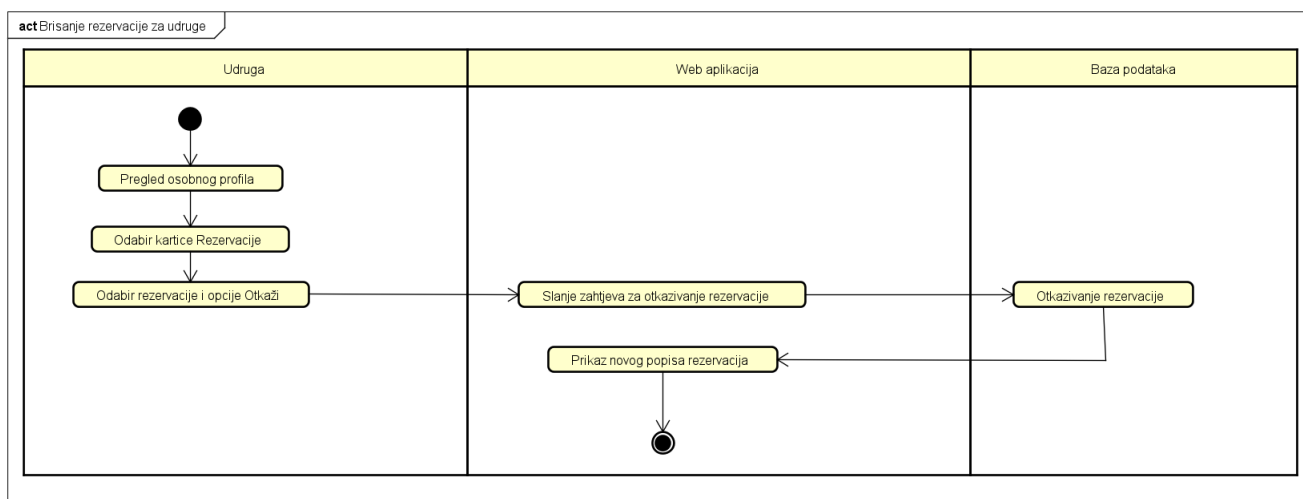 act Brisanje rezervacije za udruge
Udruga
Web aplikacija
Baza podataka
Pregled osobnog profila
Odabir kartice Rezervacije
Odabir rezervacije i opcije Otkaži
Slanje zahtjeva za otkazivanje rezervacije
Otkazivanje rezervacije
Prikaz novog popisa rezervacija